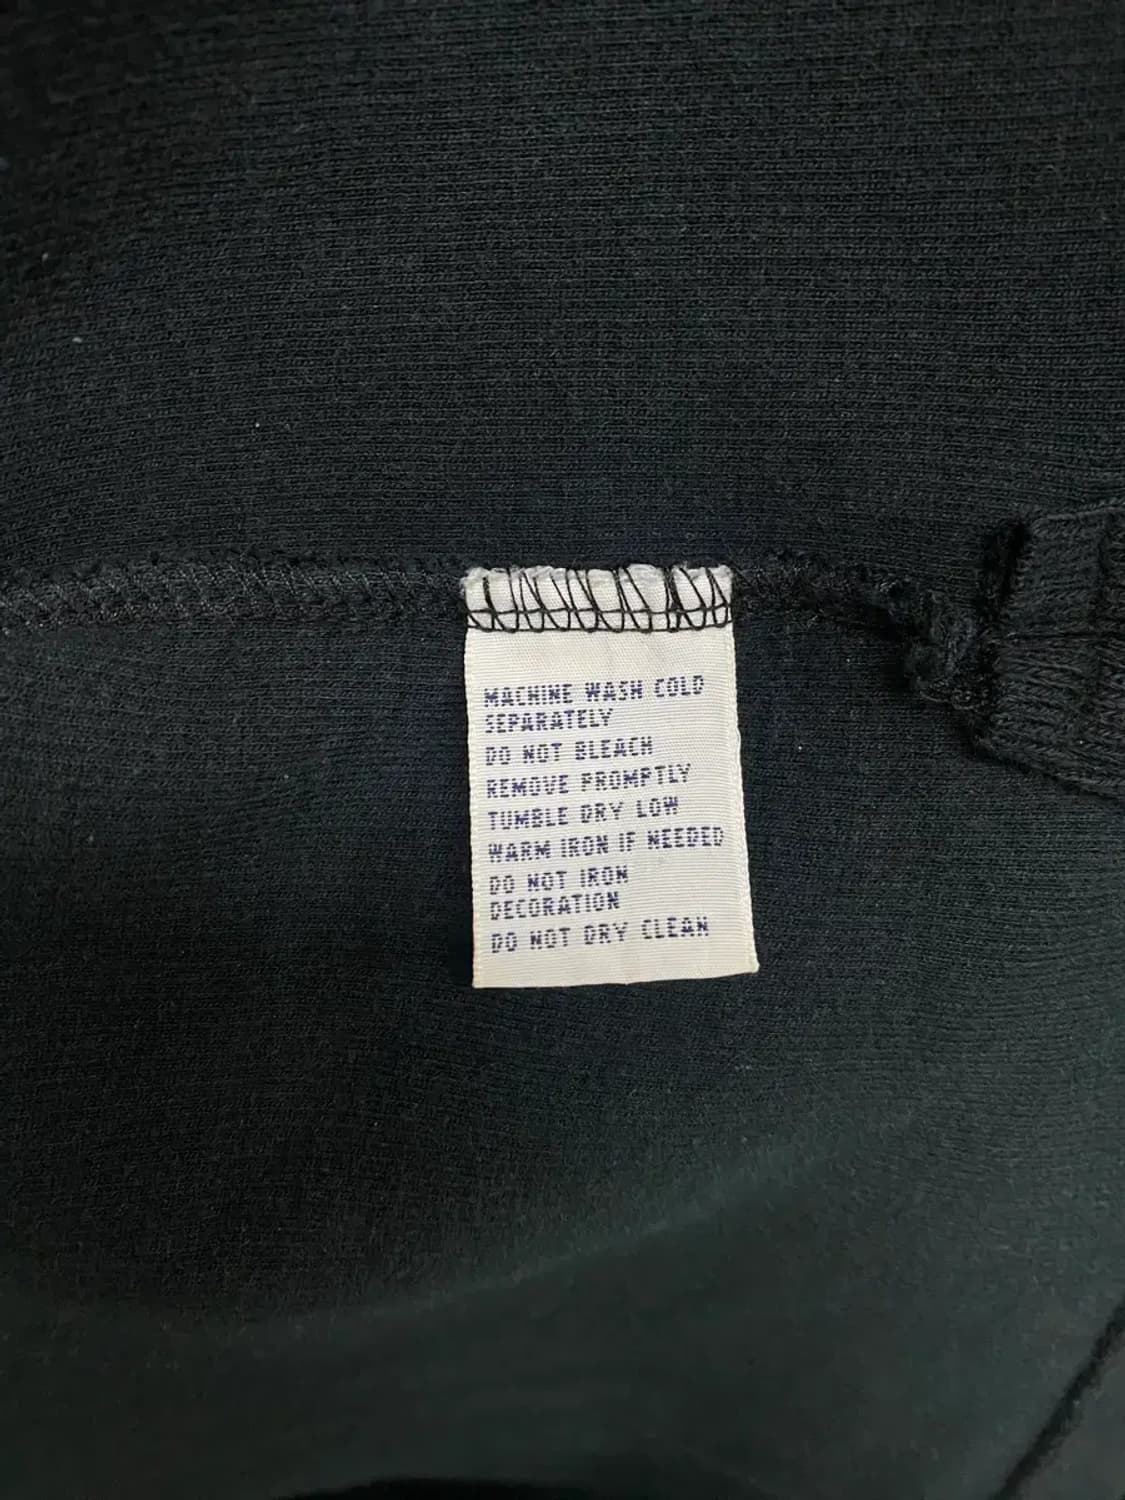 MACHINE WASH COLD
SEPARATELY
DO NOT BLEACH
REMOVE PROMPTLY
TUMBLE DRY LOW
WARM IRON IF NEEDED
DO NOT IRON
DECORATION
DO NOT DRY CLEAN